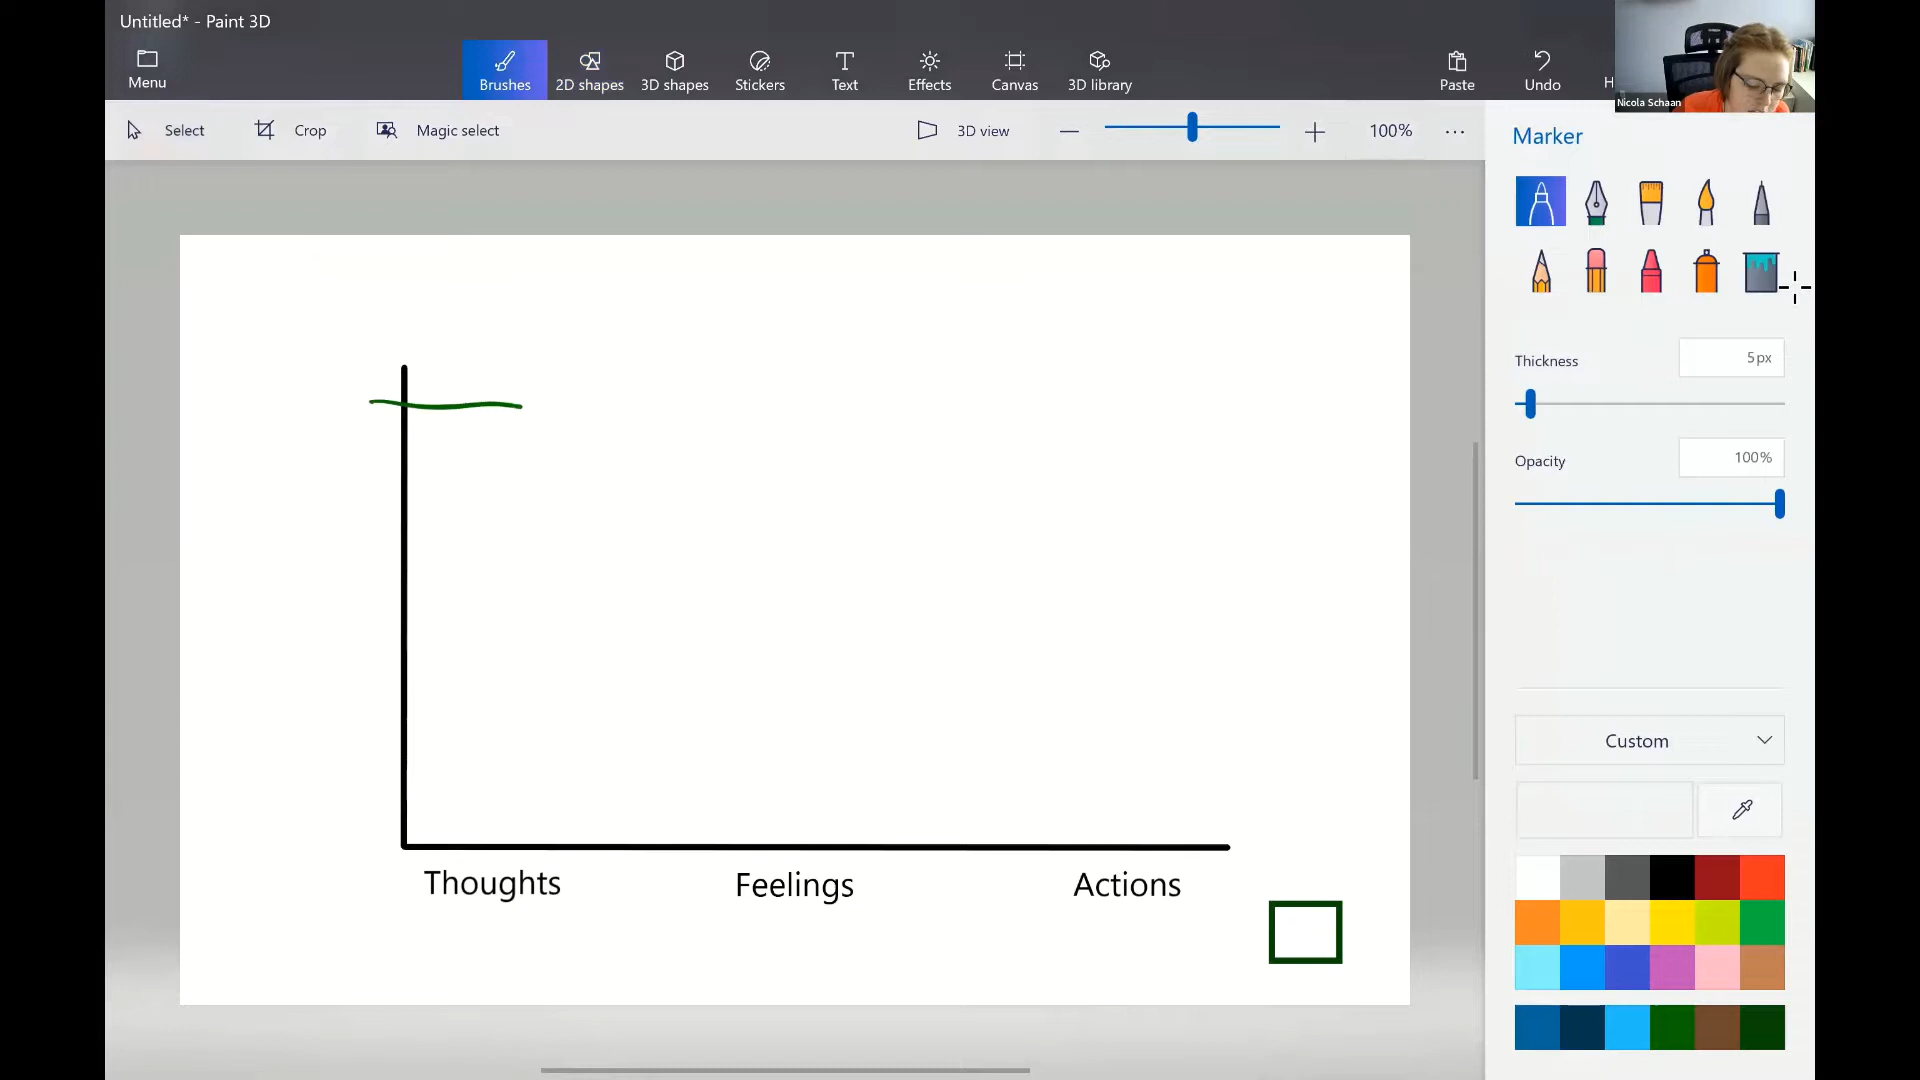 Untitled* - Paint 3D
Menu
Brushes
2D shapes
3D shapes
Stickers
Text
Effects
Canvas
3D library
Paste
Undo
H
Nicola Schaan
Select
Crop
Magic select
3D view
100%
Marker
Thickness
5px
Opacity
100%
Custom
Thoughts
Feelings
Actions